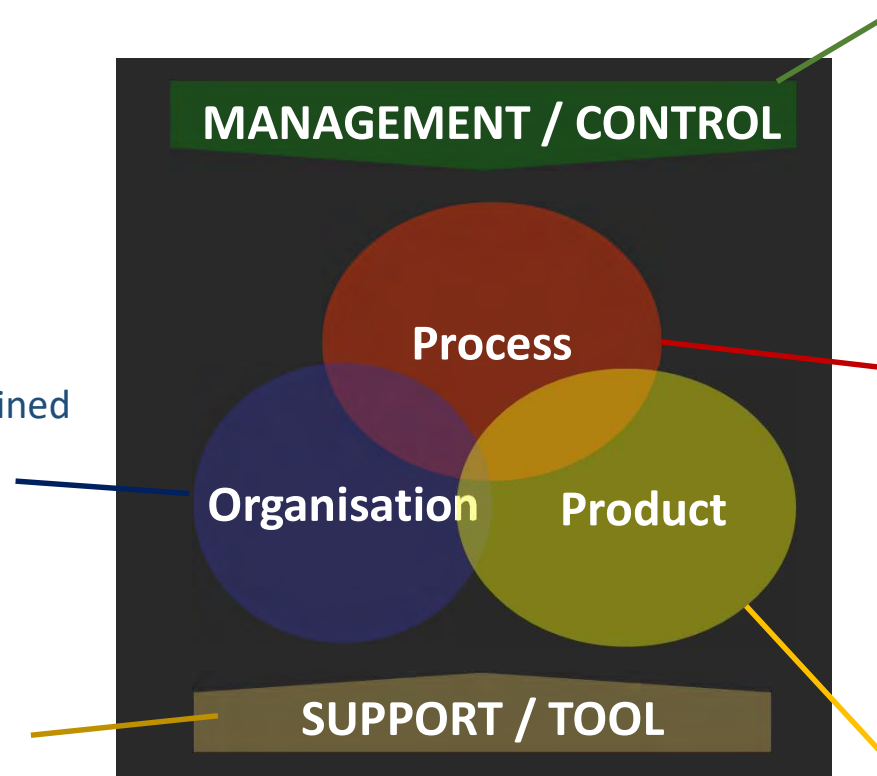 MANAGEMENT / CONTROL
Process
ined
Organisation
Product
SUPPORT / TOOL